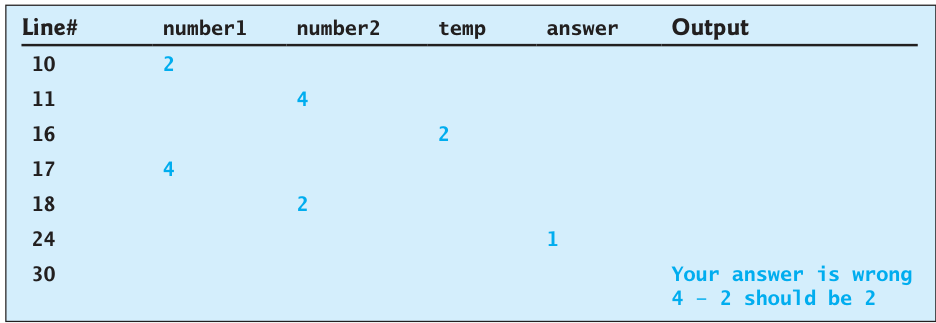 Line# number1 number2 temp answer Output
10 2
11 4
16 2
17 4
18 2
24 1
30 Your answer is wrong
4 – 2 should be 2